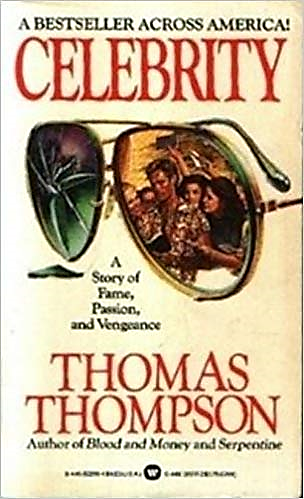 A BESTSELLER ACROSS AMERICA!
CELEBRITY
A
Story of
Fame,
Passion,
and Vengeance
THOMAS
THOMPSON
Author of Blood and Money and Serpentine